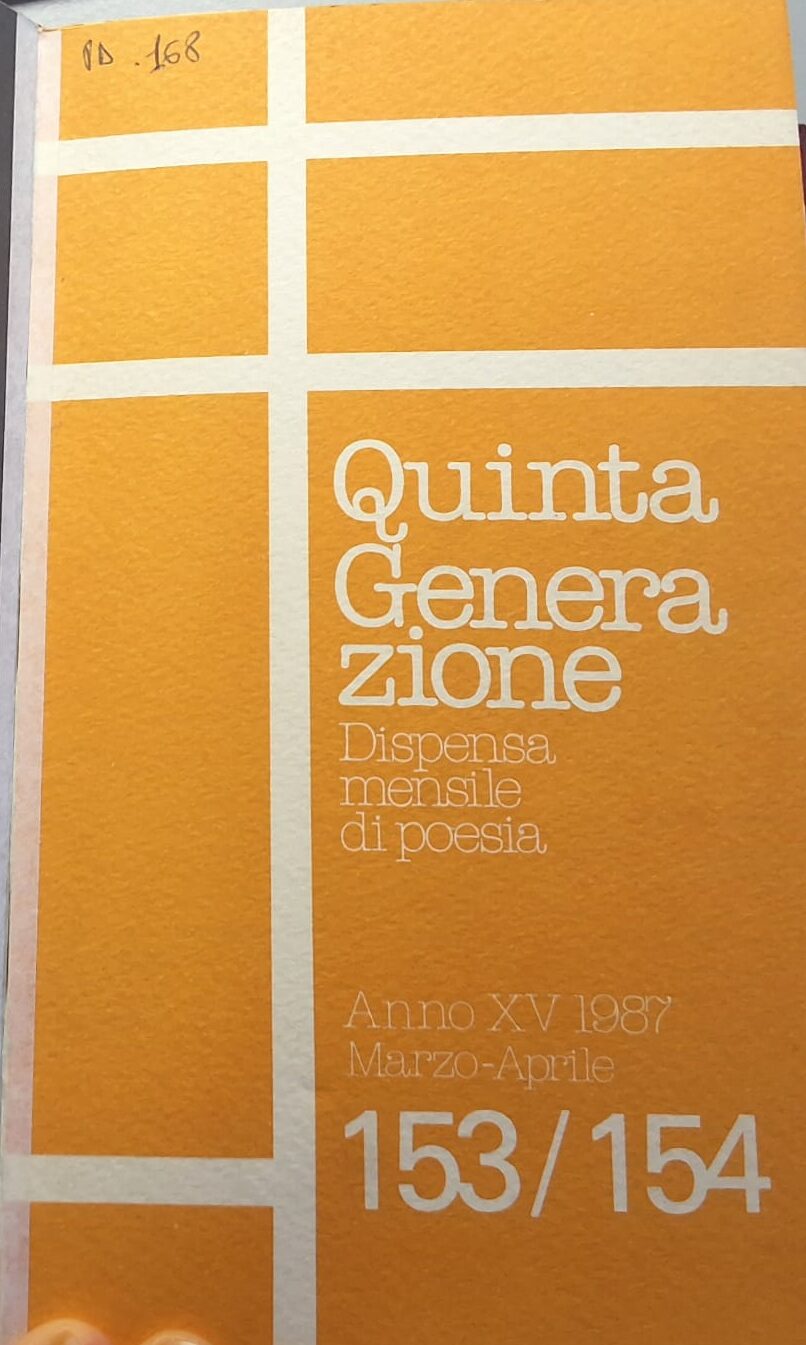 PD .168
Quinta
Genera
zione
Dispensa
mensile
di poesia
Anno XV 1987
Marzo-Aprile
153/154